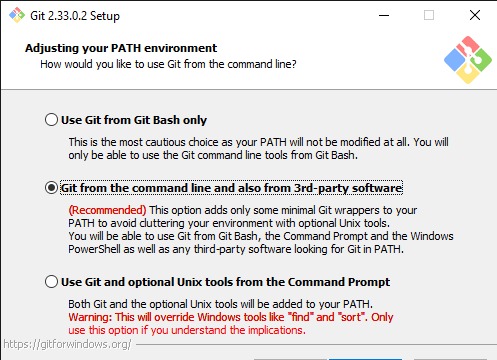 Git 2.33.0.2 Setup
Adjusting your PATH environment
How would you like to use Git from the command line?
Use Git from Git Bash only
This is the most cautious choice as your PATH will not be modified at all. You will
only be able to use the Git command line tools from Git Bash.
Git from the command line and also from 3rd-party software
(Recommended) This option adds only some minimal Git wrappers to your
PATH to avoid cluttering your environment with optional Unix tools.
You will be able to use Git from Git Bash, the Command Prompt and the Windows
PowerShell as well as any third-party software looking for Git in PATH.
Use Git and optional Unix tools from the Command Prompt
Both Git and the optional Unix tools will be added to your PATH.
Warning: This will override Windows tools like "find" and "sort". Only
use this option if you understand the implications.
https://gitforwindows.org/